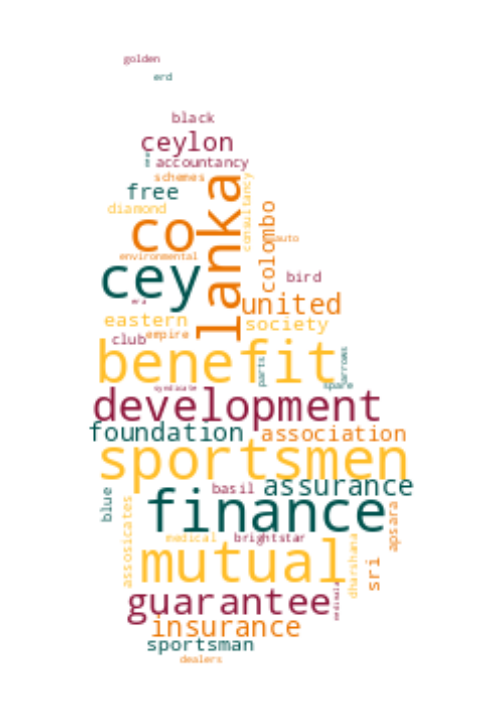 golden
erd
black
ceylon
accountancy
schemes
free
lanka
consultancy
diamond
colombo
co
auto
environmental
cey
bird
era
united
eastern
society
empire
club
benefit
parts
arrows
spare
syndicate
development
foundation
association
sportsmen
basil
assurance
blue
finance
assosicates
apsara
medical
brightstar
mutual
dharshana
sri
guarantee
insurance
sportsman
dealers